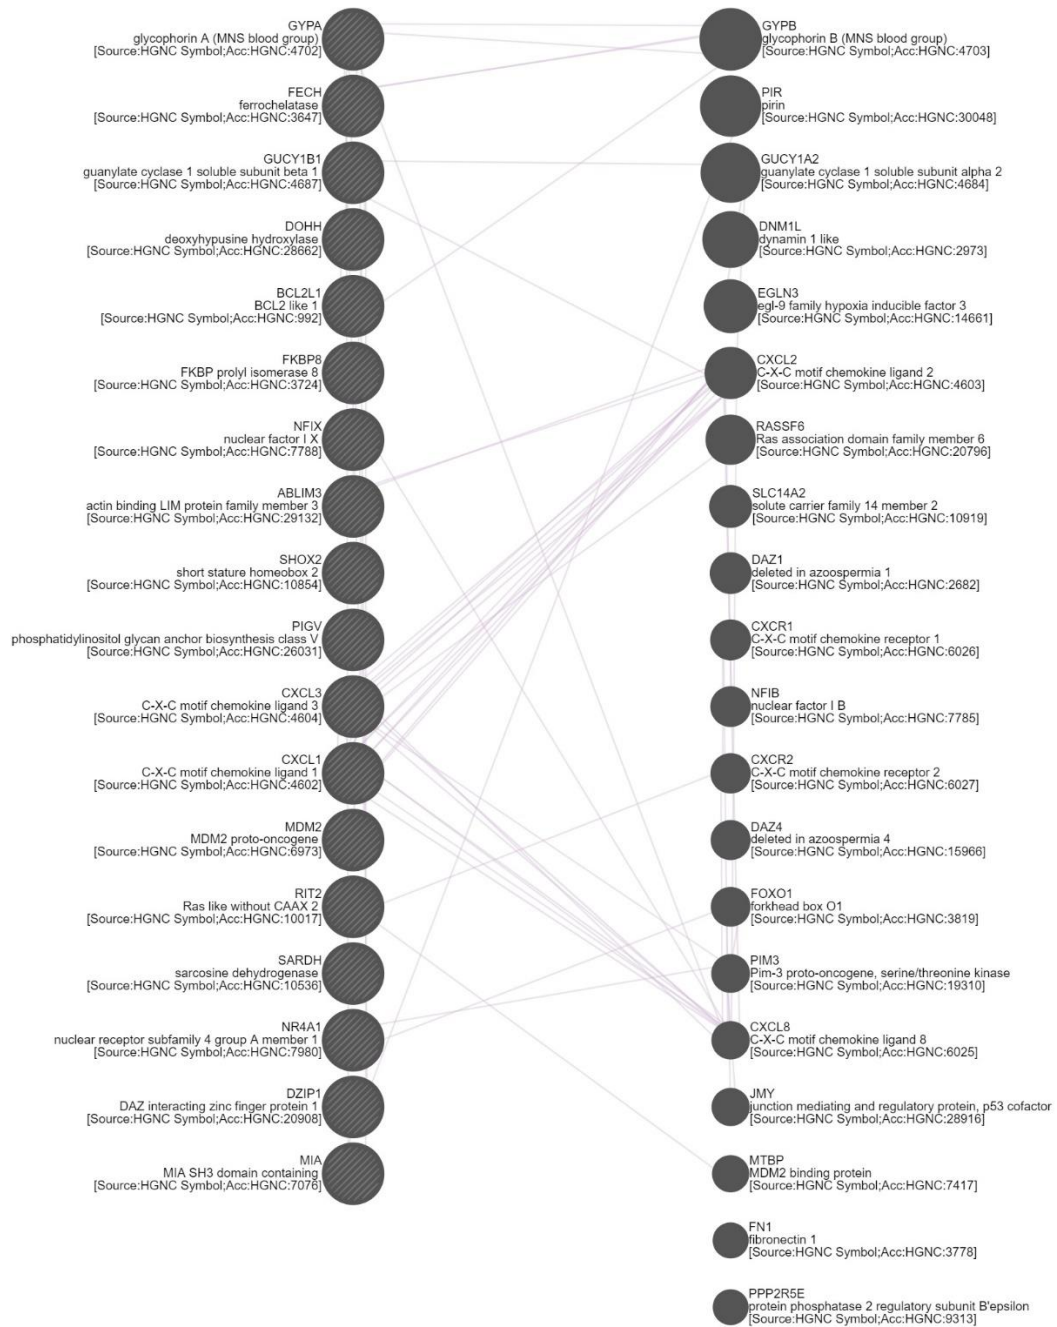 GYPA
glycophorin A (MNS blood group)
[Source:HGNC Symbol;Acc:HGNC:4702]
FECH
ferrochelatase
[Source:HGNC Symbol;Acc:HGNC:3647]
GUCY1B1
guanylate cyclase 1 soluble subunit beta 1
[Source:HGNC Symbol;Acc:HGNC:4687]
DOHH
deoxyhypusine hydroxylase
[Source:HGNC Symbol;Acc:HGNC:28662]
BCL2L1
BCL2 like 1
[Source:HGNC Symbol;Acc:HGNC:992]
FKBP8
FKBP prolyl isomerase 8
[Source:HGNC Symbol;Acc:HGNC:3724]
NFIX
nuclear factor I X
[Source:HGNC Symbol;Acc:HGNC:7788]
ABLIM3
actin binding LIM protein family member 3
[Source:HGNC Symbol;Acc:HGNC:29132]
SHOX2
short stature homeobox 2
[Source:HGNC Symbol;Acc:HGNC:10854]
PIGV
phosphatidylinositol glycan anchor biosynthesis class V
[Source:HGNC Symbol;Acc:HGNC:26031]
CXCL3
C-X-C motif chemokine ligand 3
[Source:HGNC Symbol;Acc:HGNC:4604]
CXCL1
C-X-C motif chemokine ligand 1
[Source:HGNC Symbol;Acc:HGNC:4602]
MDM2
MDM2 proto-oncogene
[Source:HGNC Symbol;Acc:HGNC:6973]
RIT2
Ras like without CAAX 2
[Source:HGNC Symbol;Acc:HGNC:10017]
SARDH
sarcosine dehydrogenase
[Source:HGNC Symbol;Acc:HGNC:10536]
NR4A1
nuclear receptor subfamily 4 group A member 1
[Source:HGNC Symbol;Acc:HGNC:7980]
DZIP1
DAZ interacting zinc finger protein 1
[Source:HGNC Symbol;Acc:HGNC:20908]
MIA
MIA SH3 domain containing
[Source:HGNC Symbol;Acc:HGNC:7076]
GYPB
glycophorin B (MNS blood group)
[Source:HGNC Symbol;Acc:HGNC:4703]
PIR
pirin
[Source:HGNC Symbol;Acc:HGNC:30048]
GUCY1A2
guanylate cyclase 1 soluble subunit alpha 2
[Source:HGNC Symbol;Acc:HGNC:4684]
DNM1L
dynamin 1 like
[Source:HGNC Symbol;Acc:HGNC:2973]
EGLN3
egl-9 family hypoxia inducible factor 3
[Source:HGNC Symbol;Acc:HGNC:14661]
CXCL2
C-X-C motif chemokine ligand 2
[Source:HGNC Symbol;Acc:HGNC:4603]
RASSF6
Ras association domain family member 6
[Source:HGNC Symbol;Acc:HGNC:20796]
SLC14A2
solute carrier family 14 member 2
[Source:HGNC Symbol;Acc:HGNC:10919]
DAZ1
deleted in azoospermia 1
[Source:HGNC Symbol;Acc:HGNC:2682]
CXCR1
C-X-C motif chemokine receptor 1
[Source:HGNC Symbol;Acc:HGNC:6026]
NFIB
nuclear factor I B
[Source:HGNC Symbol;Acc:HGNC:7785]
CXCR2
C-X-C motif chemokine receptor 2
[Source:HGNC Symbol;Acc:HGNC:6027]
DAZ4
deleted in azoospermia 4
[Source:HGNC Symbol;Acc:HGNC:15966]
FOXO1
forkhead box O1
[Source:HGNC Symbol;Acc:HGNC:3819]
PIM3
Pim-3 proto-oncogene, serine/threonine kinase
[Source:HGNC Symbol;Acc:HGNC:19310]
CXCL8
C-X-C motif chemokine ligand 8
[Source:HGNC Symbol;Acc:HGNC:6025]
JMY
junction mediating and regulatory protein, p53 cofactor
[Source:HGNC Symbol;Acc:HGNC:28916]
MTBP
MDM2 binding protein
[Source:HGNC Symbol;Acc:HGNC:7417]
FN1
fibronectin 1
[Source:HGNC Symbol;Acc:HGNC:3778]
PPP2R5E
protein phosphatase 2 regulatory subunit B'epsilon
[Source:HGNC Symbol;Acc:HGNC:9313]